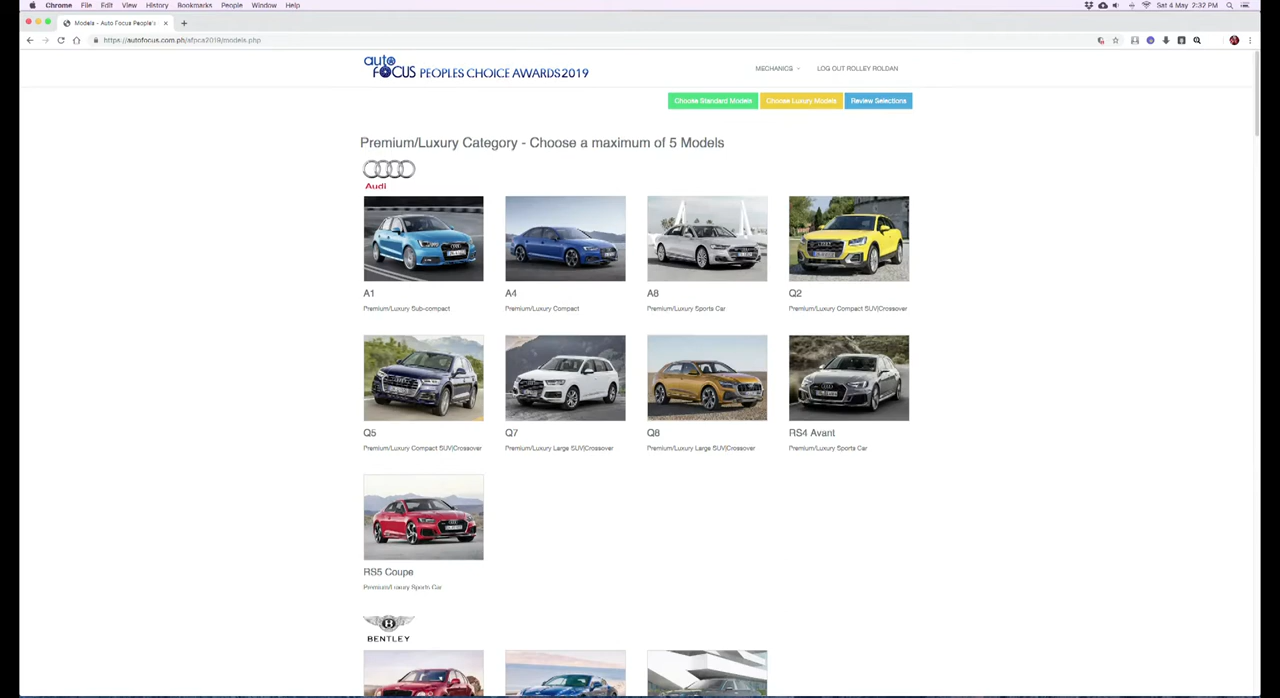 Chrome File Edit View History Bookmarks People Window Help
Sat 4 May 2:32 PM
Models - Auto Focus People's
https://autofocus.com.ph/afpca2019/models.php
auto FOCUS PEOPLES CHOICE AWARDS 2019
MECHANICS
LOG OUT ROLLEY ROLDAN
Choose Standard Models
Choose Luxury Models
Review Selections
Premium/Luxury Category - Choose a maximum of 5 Models
Audi
A1
Premium/Luxury Sub-compact
A4
Premium/Luxury Compact
A8
Premium/Luxury Sports Car
Q2
Premium/Luxury Compact SUV|Crossover
Q5
Premium/Luxury Compact SUV|Crossover
Q7
Premium/Luxury Large SUV|Crossover
Q8
Premium/Luxury Large SUV|Crossover
RS4 Avant
Premium/Luxury Sports Car
RS5 Coupe
Premium/Luxury Sports Car
B
BENTLEY